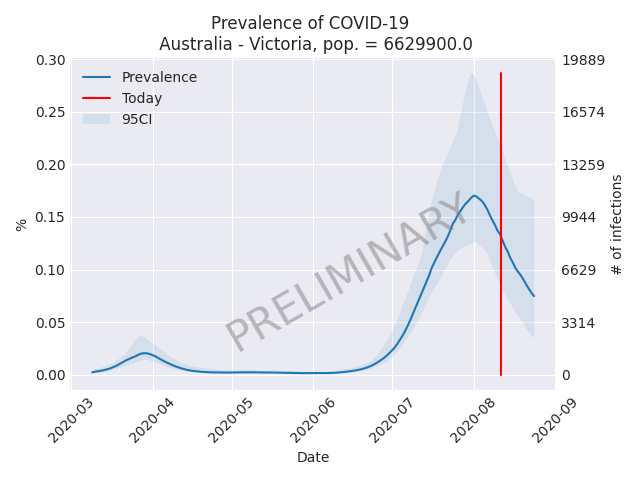 Prevalence of COVID-19
Australia - Victoria, pop. = 6629900.0
Prevalence
Today
95CI
0.30
0.25
0.20
0.15
0.10
0.05
0.00
%
19889
16574
13259
9944
6629
3314
0
# of infections
PRELIMINARY
2020-03
2020-04
2020-05
2020-06
2020-07
2020-08
2020-09
Date